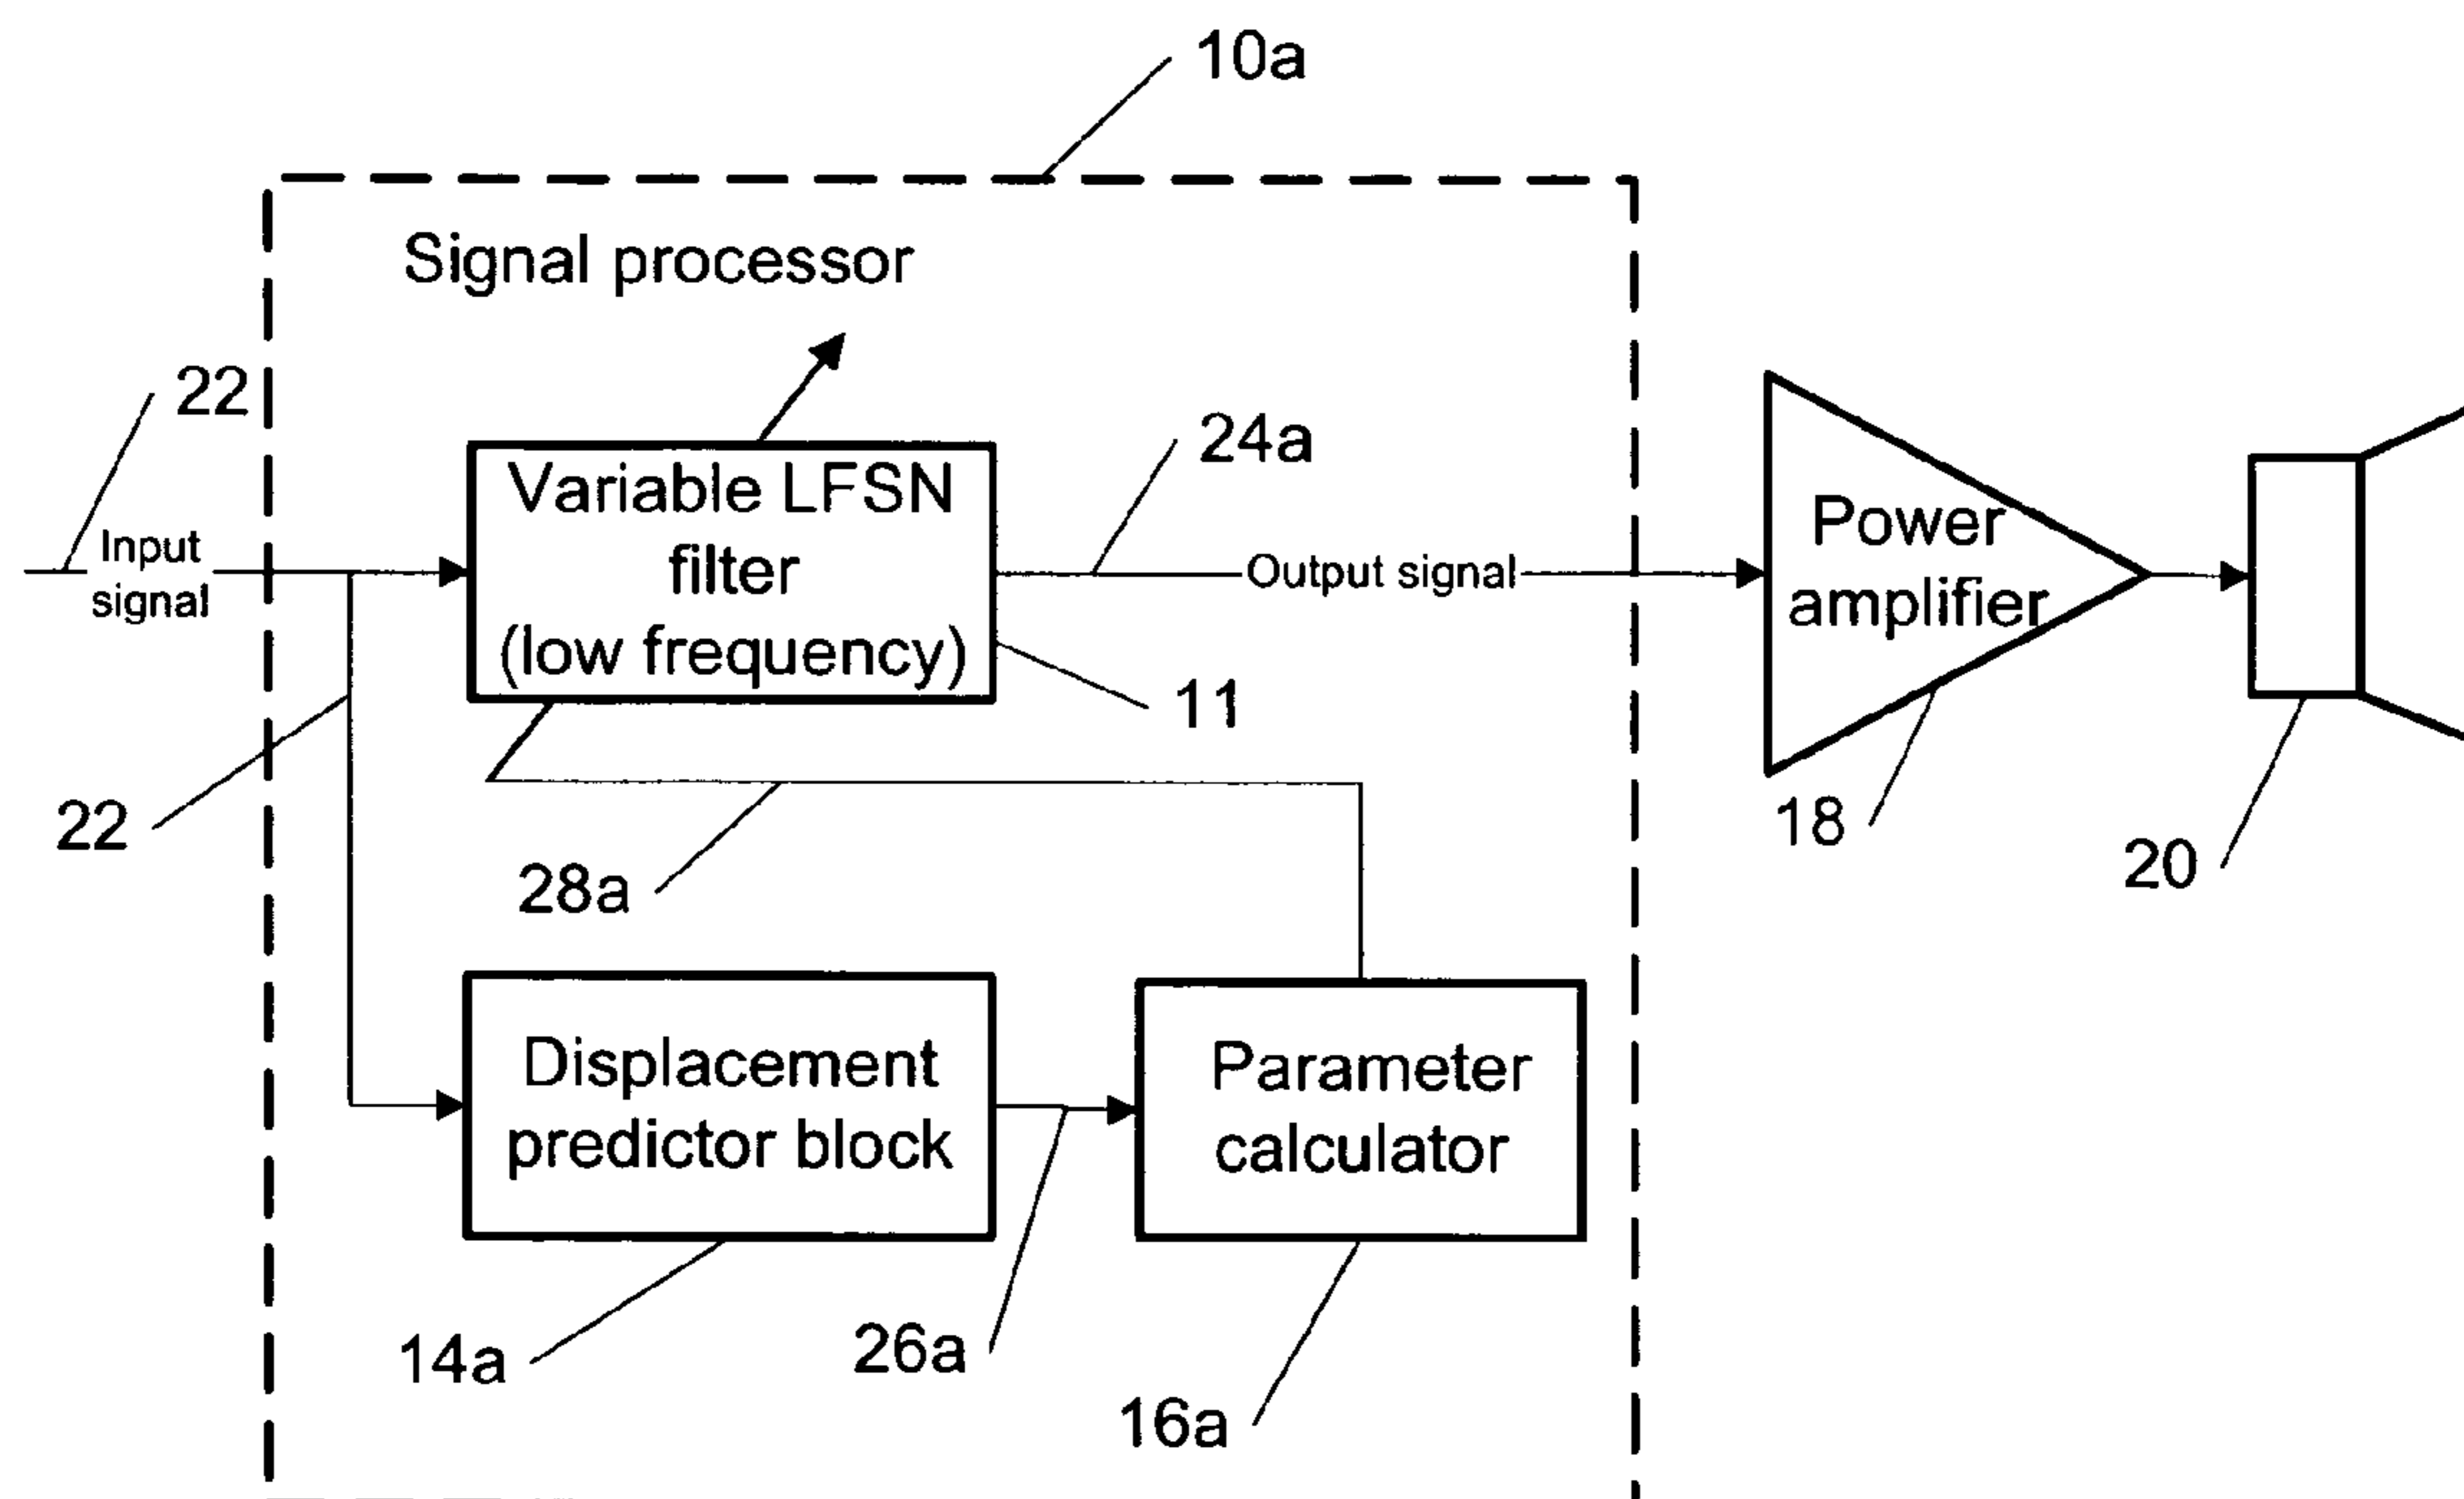 10a
Signal processor
22
24a
Variable LFSN
filter
(low frequency)
Input
signal
Output signal
Power
amplifier
11
22
28a
18
20
Displacement
predictor block
Parameter
calculator
14a
26a
16a